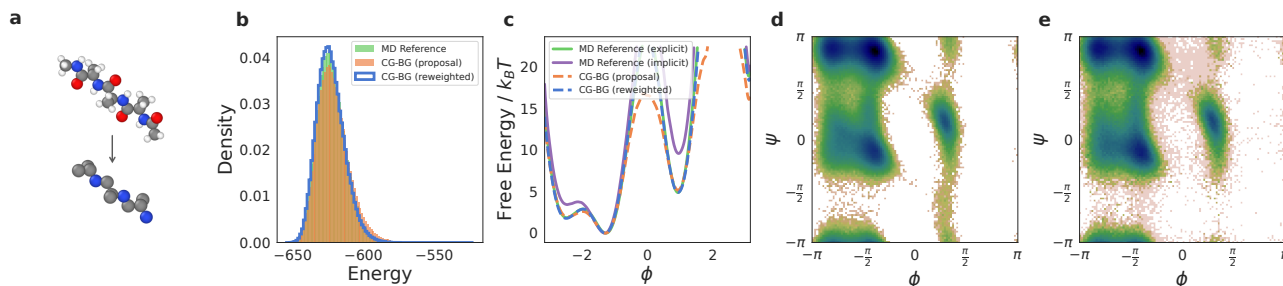 a
b
0.04
0.03
0.02
0.01
0.00
Density
−650
−600
−550
Energy
MD Reference
CG-BG (proposal)
CG-BG (reweighted)
c
20
15
10
5
0
Free Energy / k_BT
−2
0
2
ϕ
MD Reference (explicit)
MD Reference (implicit)
CG-BG (proposal)
CG-BG (reweighted)
d
π
π/2
0
−π/2
−π
ψ
−π
−π/2
0
π/2
π
ϕ
e
π
π/2
0
−π/2
−π
ψ
−π
−π/2
0
π/2
π
ϕ